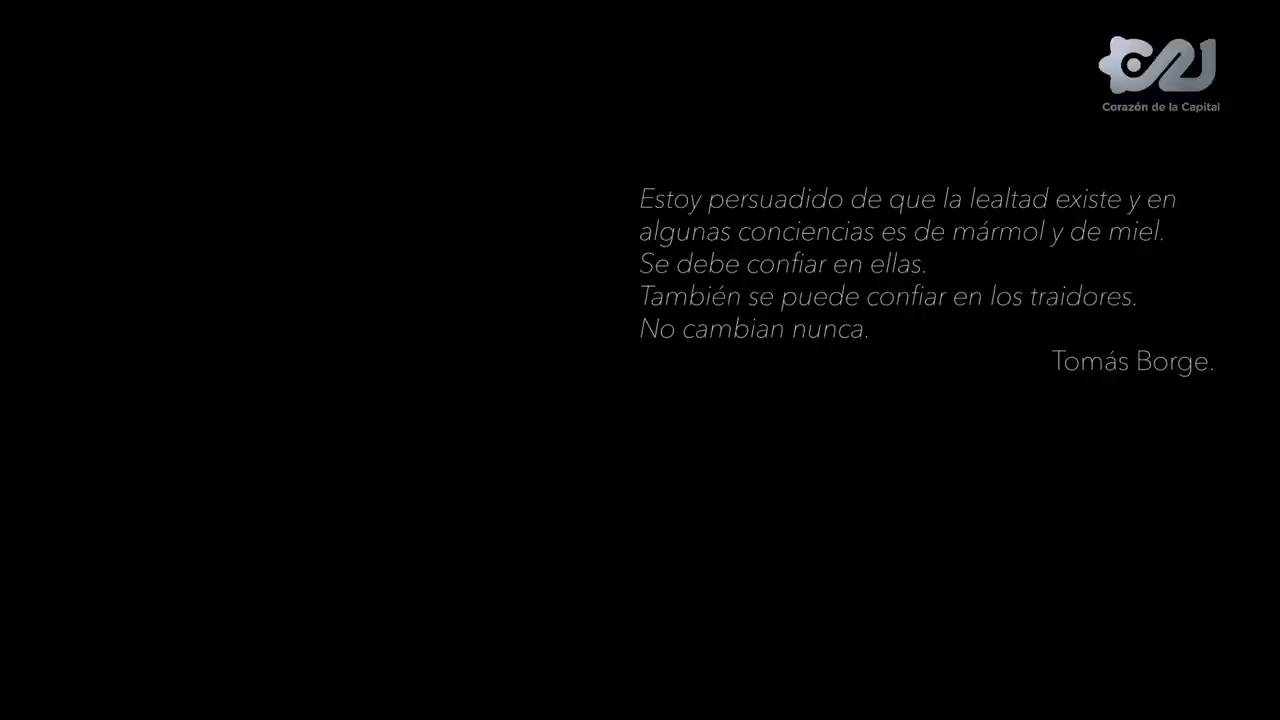 C21
Corazón de la Capital
Estoy persuadido de que la lealtad existe y en
algunas conciencias es de mármol y de miel.
Se debe confiar en ellas.
También se puede confiar en los traidores.
No cambian nunca.
Tomás Borge.